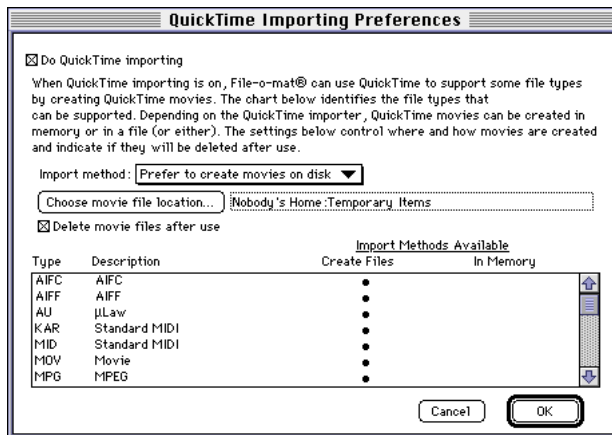 QuickTime Importing Preferences
Do QuickTime importing
When QuickTime importing is on, File-o-mat® can use QuickTime to support some file types
by creating QuickTime movies. The chart below identifies the file types that
can be supported. Depending on the QuickTime importer, QuickTime movies can be created in
memory or in a file (or either). The settings below control where and how movies are created
and indicate if they will be deleted after use.
Import method: Prefer to create movies on disk
Choose movie file location... Nobody's Home:Temporary Items
Delete movie files after use
Import Methods Available
Type Description Create Files In Memory
AIFC AIFC •
AIFF AIFF •
AU µLaw •
KAR Standard MIDI •
MID Standard MIDI •
MOV Movie •
MPG MPEG •
Cancel OK